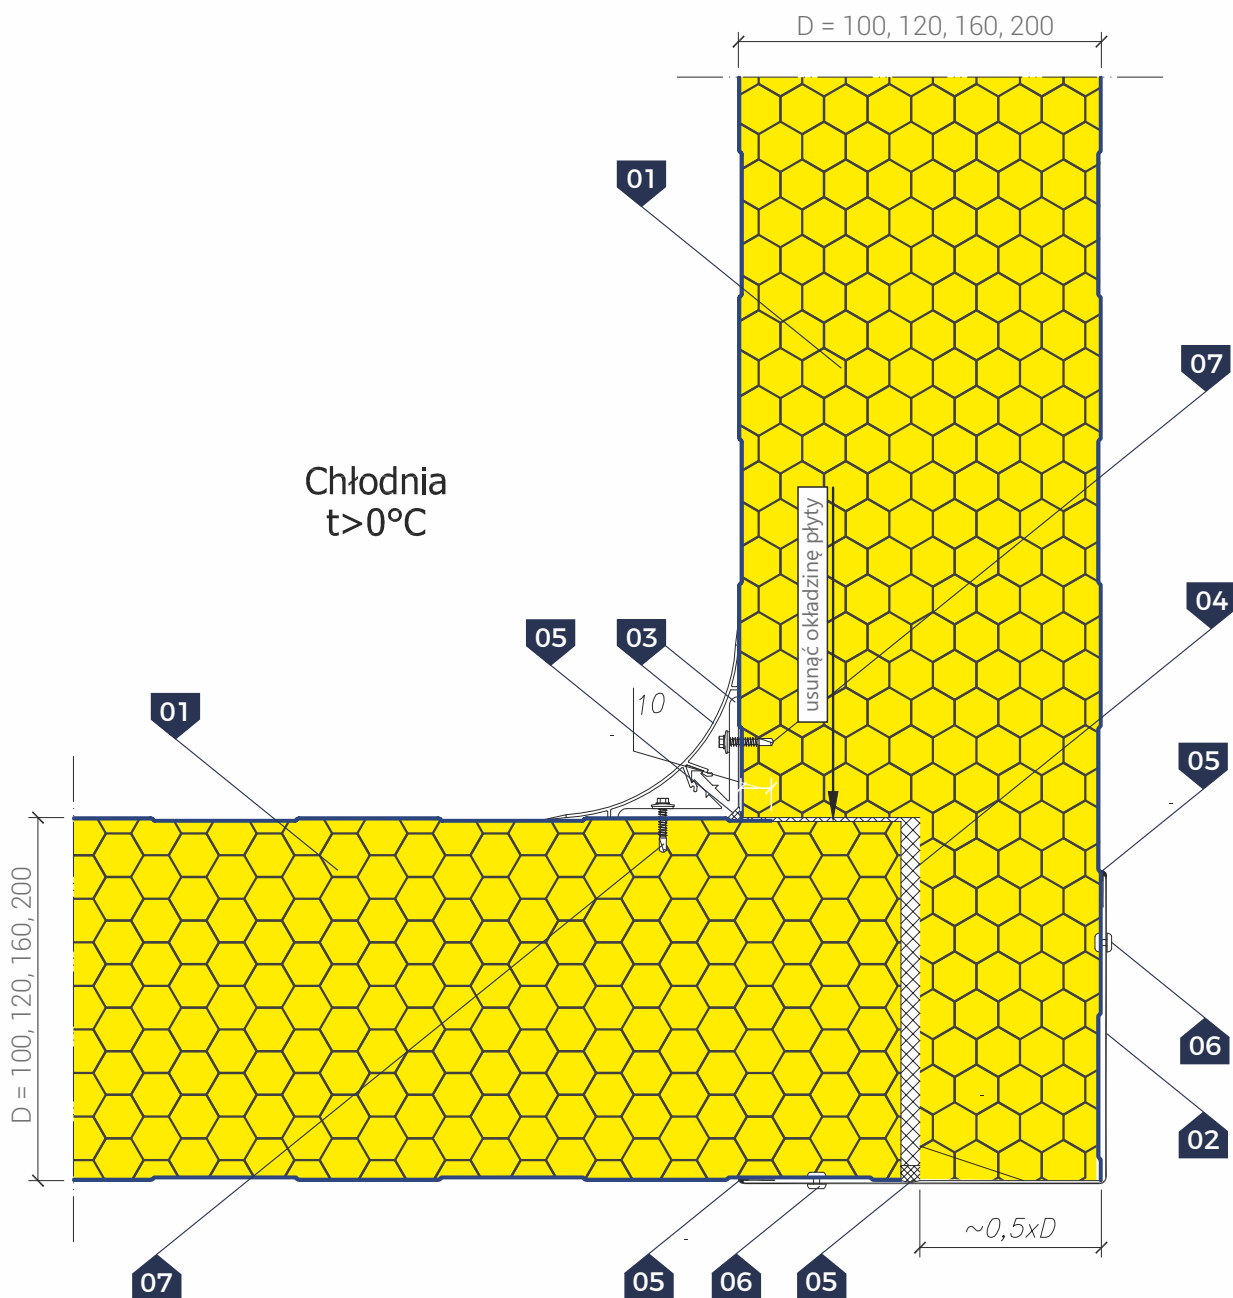 D = 100, 120, 160, 200
01
07
Chłodnia
t>0°C
usunąć okładzinę płyty
04
05
03
10
01
05
D = 100, 120, 160, 200
06
02
~0,5xD
07
05
06
05